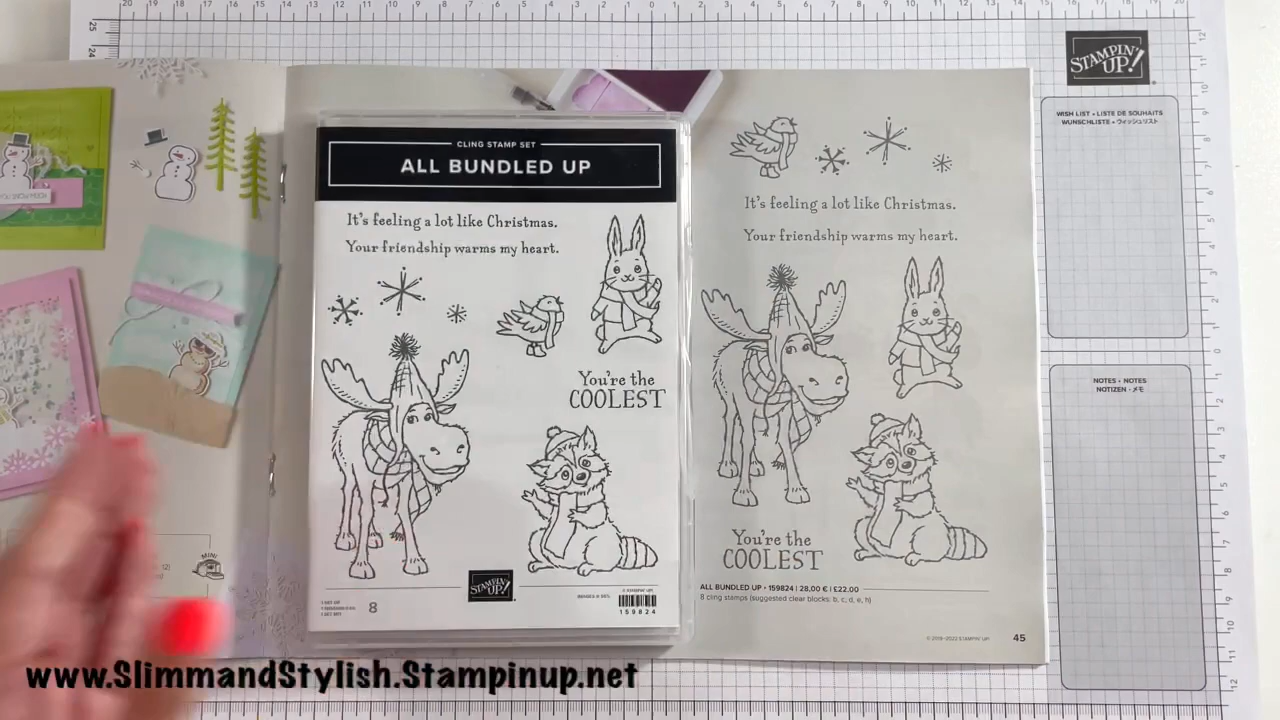 CLING STAMP SET
ALL BUNDLED UP
It's feeling a lot like Christmas.
Your friendship warms my heart.
You're the
COOLEST
STAMPIN' UP!
8
159824
It's feeling a lot like Christmas.
Your friendship warms my heart.
You're the
COOLEST
ALL BUNDLED UP • 159824 | 28,00 € | £22.00
8 cling stamps (suggested clear blocks: b, c, d, e, h)
© 2019–2022 STAMPIN' UP!
45
MINI
STAMPIN' UP!
WISH LIST • LISTE DE SOUHAITS
WUNSCHLISTE • ウィッシュリスト
NOTES • NOTES
NOTIZEN • メモ
www.SlimmandStylish.Stampinup.net